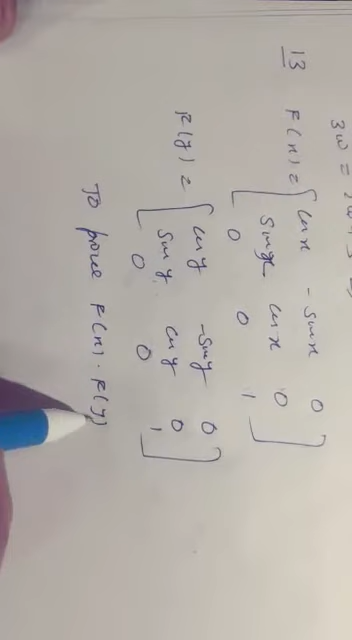 13
F(x) = [ cos x  - sin x  0
sin x  cos x  0
0  0  1 ]
F(y) = [ cos y  -sin y  0
sin y  cos y  0
0  0  1 ]
To prove F(x) . F(y)